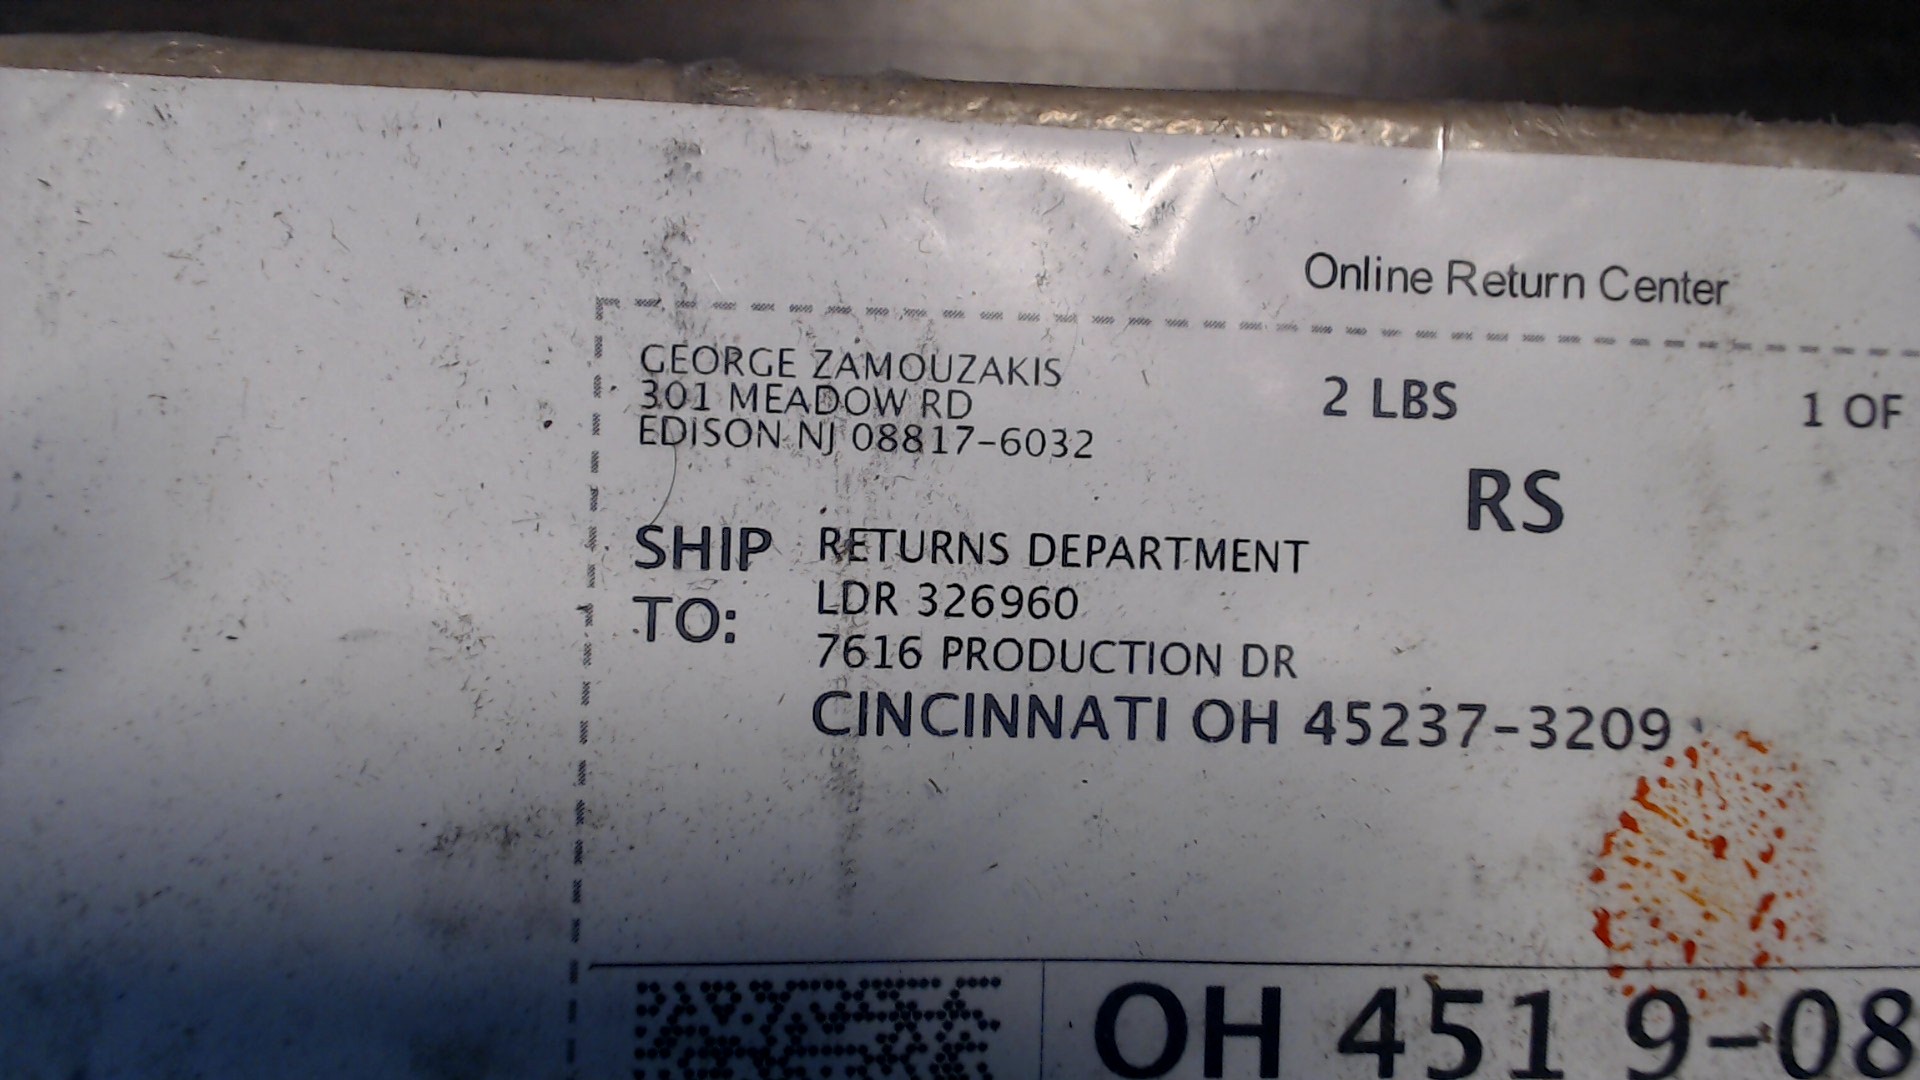 Online Return Center
GEORGE ZAMOUZAKIS
301 MEADOW RD
EDISON NJ 08817-6032
2 LBS
1 OF
RS
SHIP TO:
RETURNS DEPARTMENT
LDR 326960
7616 PRODUCTION DR
CINCINNATI OH 45237-3209
OH 451 9-08